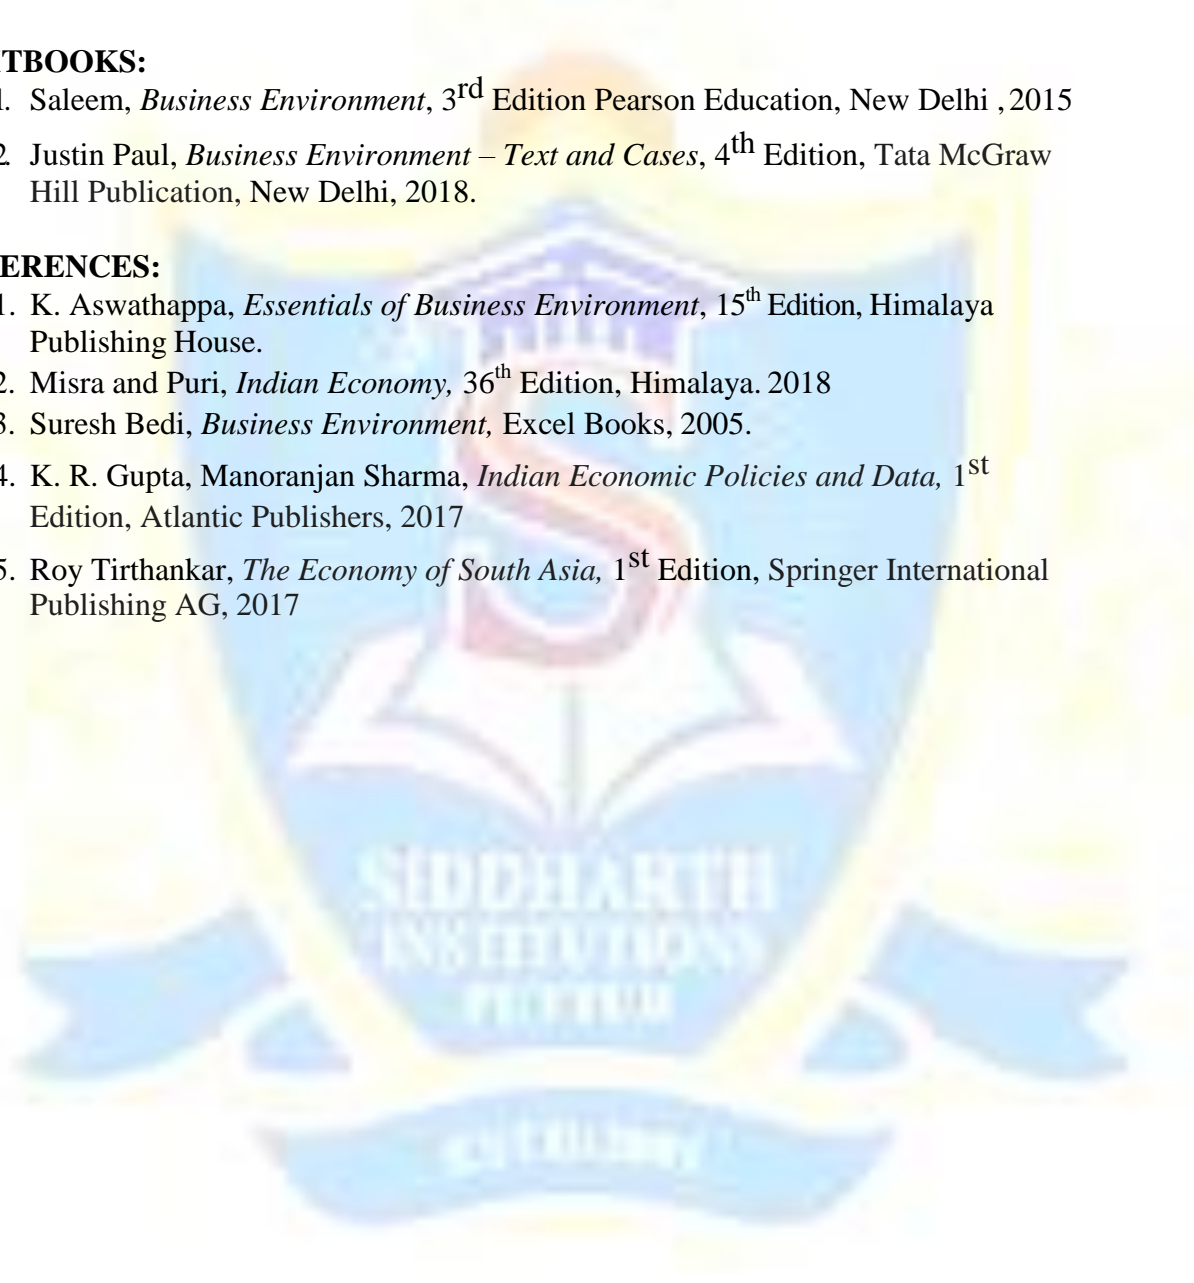 TBOOKS:
1. Saleem, Business Environment, 3rd Edition Pearson Education, New Delhi , 2015
2. Justin Paul, Business Environment – Text and Cases, 4th Edition, Tata McGraw
Hill Publication, New Delhi, 2018.
ERENCES:
1. K. Aswathappa, Essentials of Business Environment, 15th Edition, Himalaya
Publishing House.
2. Misra and Puri, Indian Economy, 36th Edition, Himalaya. 2018
3. Suresh Bedi, Business Environment, Excel Books, 2005.
4. K. R. Gupta, Manoranjan Sharma, Indian Economic Policies and Data, 1st
Edition, Atlantic Publishers, 2017
5. Roy Tirthankar, The Economy of South Asia, 1st Edition, Springer International
Publishing AG, 2017
SIDDHARTH
INSTITUTIONS
PUTTUR